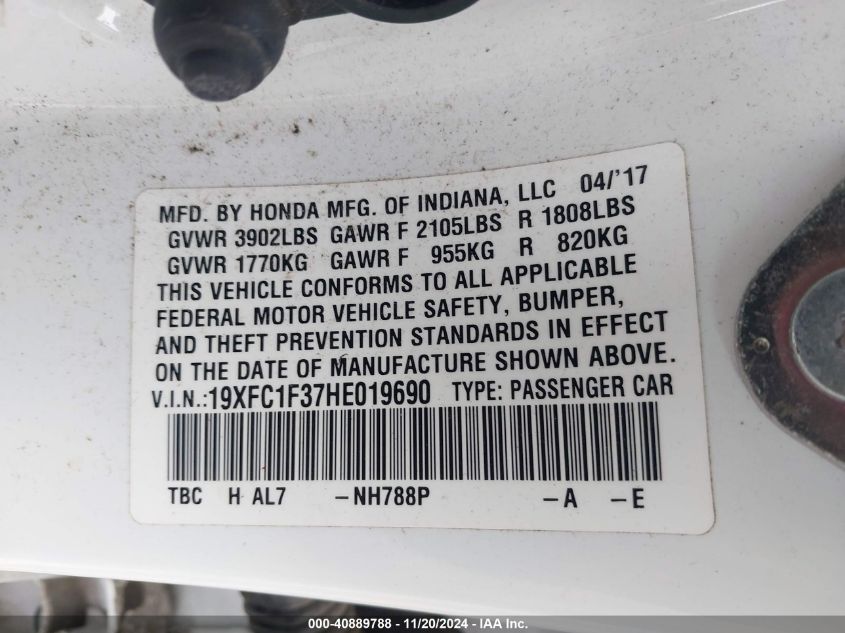 MFD. BY HONDA MFG. OF INDIANA, LLC 04/'17
GVWR 3902LBS GAWR F 2105LBS R 1808LBS
GVWR 1770KG GAWR F 955KG R 820KG
THIS VEHICLE CONFORMS TO ALL APPLICABLE
FEDERAL MOTOR VEHICLE SAFETY, BUMPER,
AND THEFT PREVENTION STANDARDS IN EFFECT
ON THE DATE OF MANUFACTURE SHOWN ABOVE.
V.I.N.:19XFC1F37HE019690 TYPE: PASSENGER CAR
TBC H AL7 -NH788P -A -E
000-40889788 - 11/20/2024 - IAA Inc.